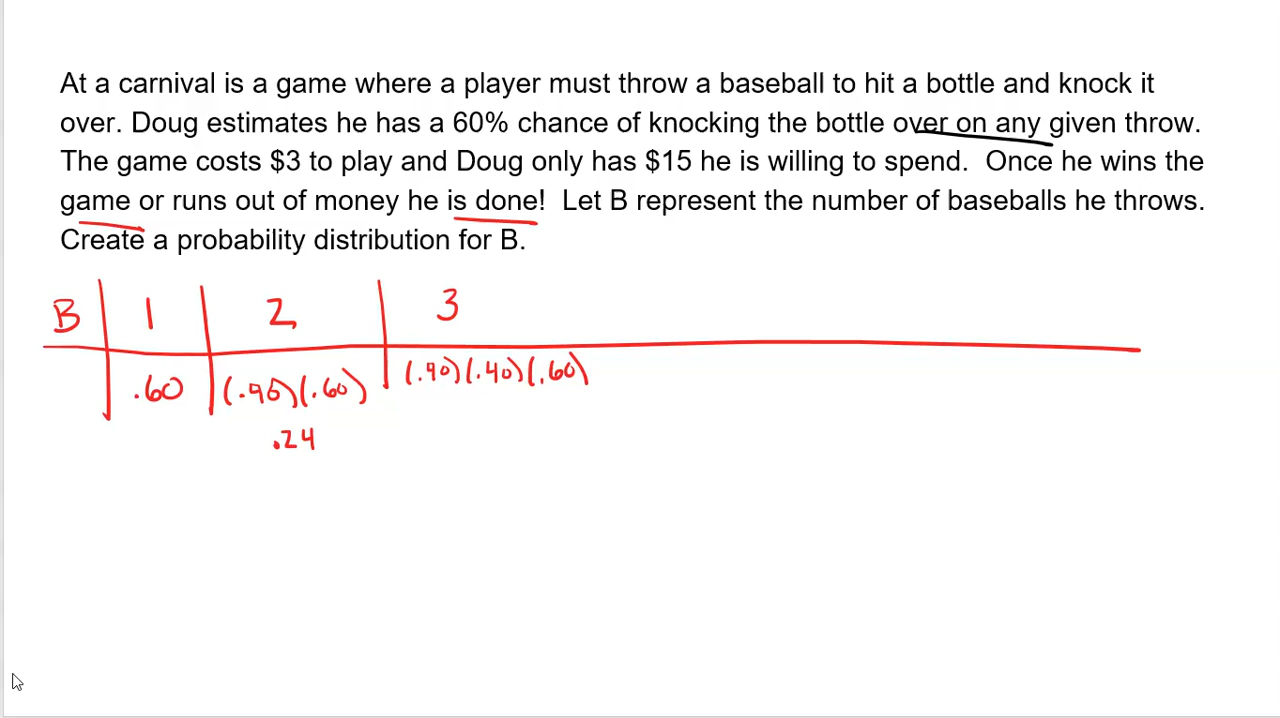 At a carnival is a game where a player must throw a baseball to hit a bottle and knock it
over. Doug estimates he has a 60% chance of knocking the bottle over on any given throw.
The game costs $3 to play and Doug only has $15 he is willing to spend. Once he wins the
game or runs out of money he is done! Let B represent the number of baseballs he throws.
Create a probability distribution for B.
B 1 2 3
.60 (.40)(.60) (.40)(.40)(.60)
.24